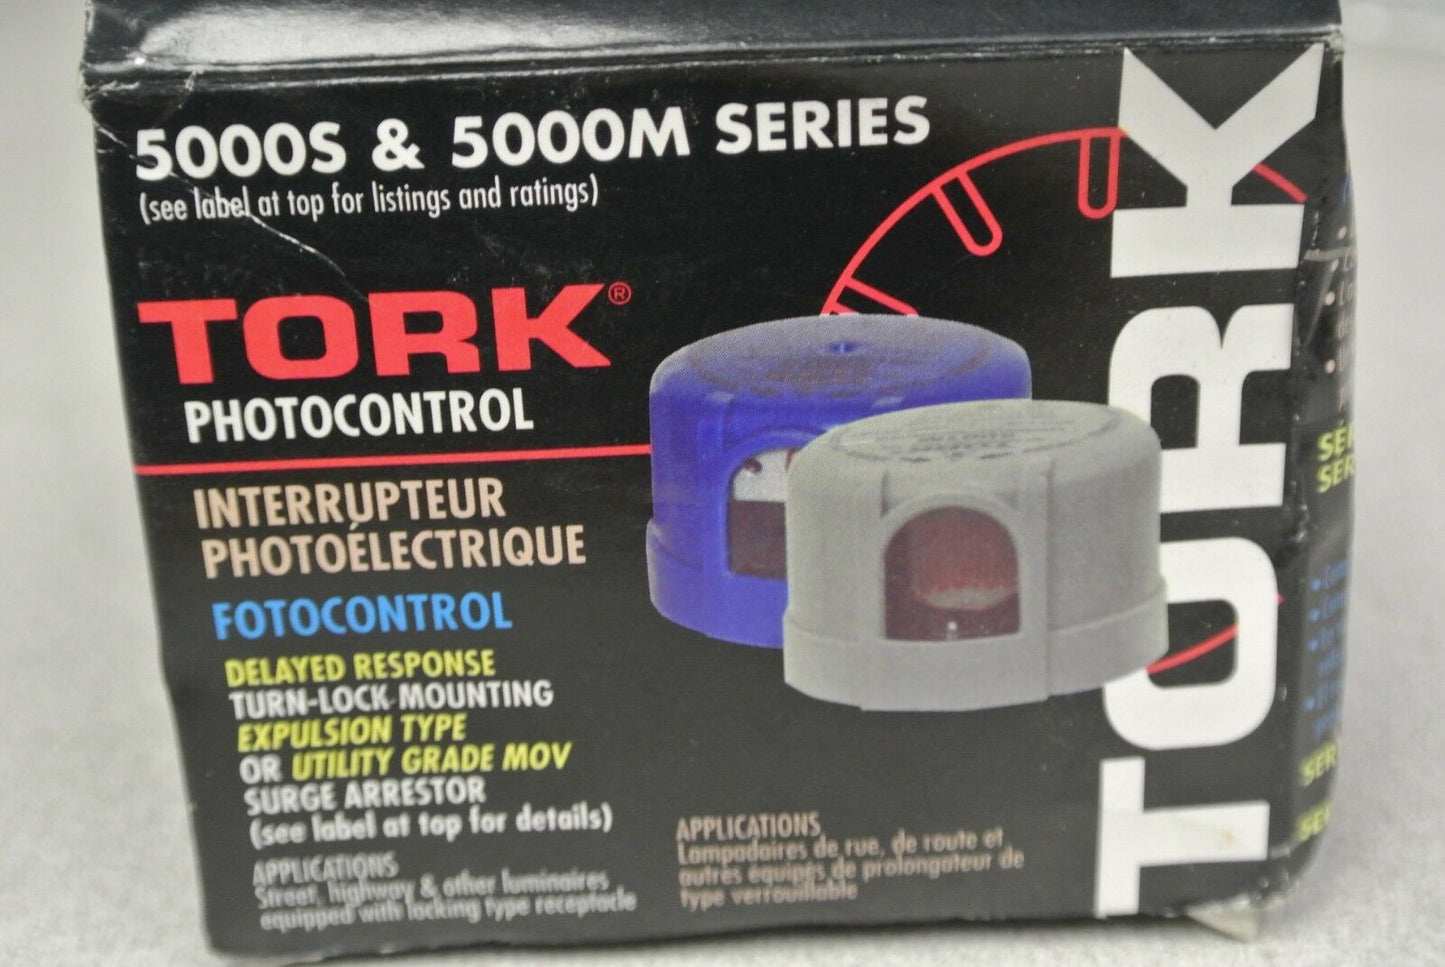 5000S & 5000M SERIES
(see label at top for listings and ratings)
TORK®
PHOTOCONTROL
INTERRUPTEUR
PHOTOÉLECTRIQUE
FOTOCONTROL
DELAYED RESPONSE
TURN-LOCK MOUNTING
EXPULSION TYPE
OR UTILITY GRADE MOV
SURGE ARRESTOR
(see label at top for details)
APPLICATIONS
Street, highway & other luminaires
equipped with locking type receptacle
APPLICATIONS
Lampadaires de rue, de route et
autres équipés de prolongateur de
type verrouillable
TORK